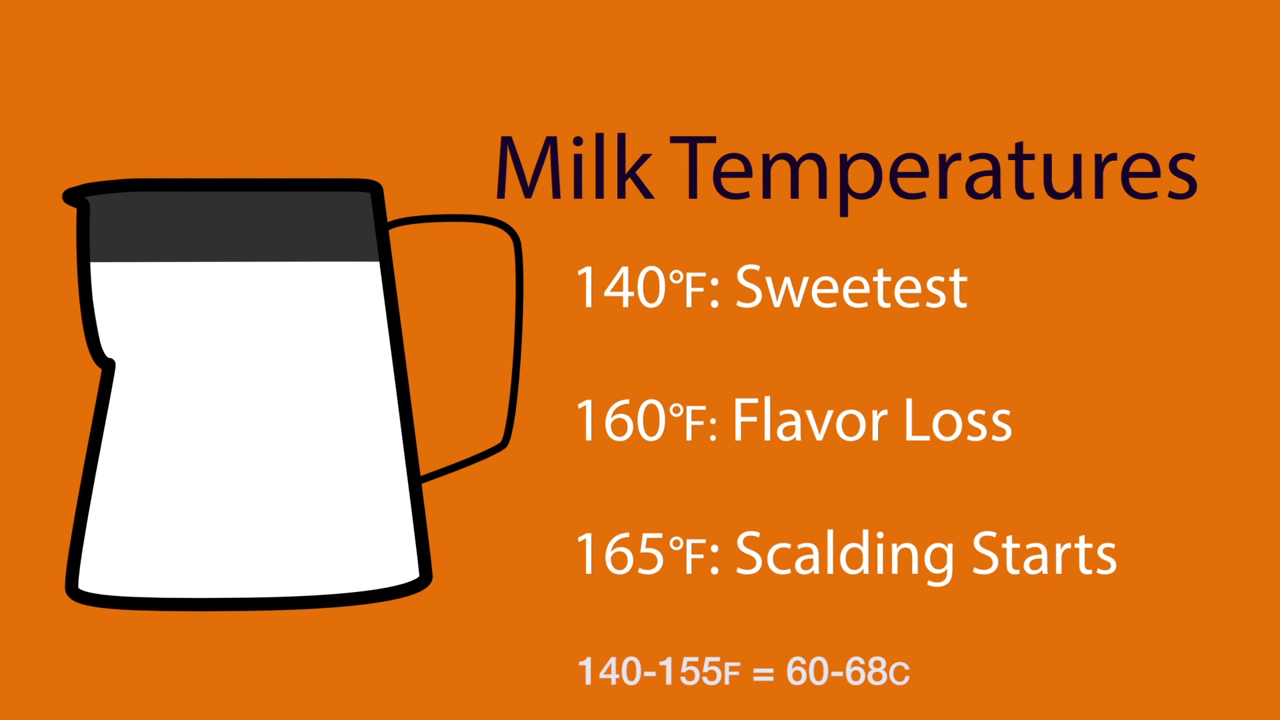 Milk Temperatures
140°F: Sweetest
160°F: Flavor Loss
165°F: Scalding Starts
140-155F = 60-68C